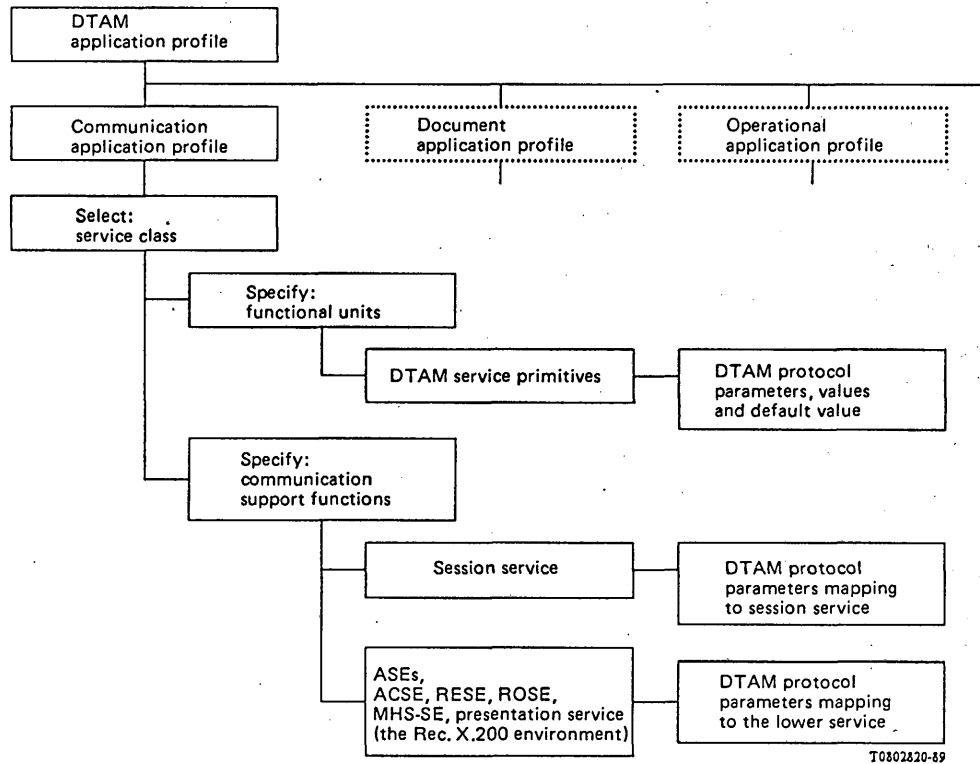 DTAM
application profile
Communication
application profile
Document
application profile
Operational
application profile
Select:
service class
Specify:
functional units
DTAM service primitives
DTAM protocol
parameters, values
and default value
Specify:
communication
support functions
Session service
DTAM protocol
parameters mapping
to session service
ASEs,
ACSE, RESE, ROSE,
MHS-SE, presentation service
(the Rec. X.200 environment)
DTAM protocol
parameters mapping
to the lower service
T0802820-89